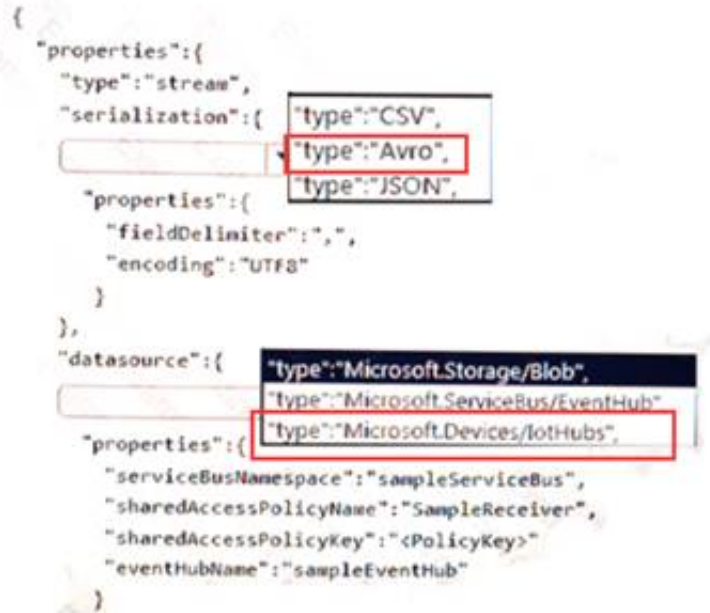 {
"properties":{
"type":"stream",
"serialization":{
"type":"CSV",
"type":"Avro",
"type":"JSON",
"properties":{
"fieldDelimiter":",",
"encoding":"UTF8"
}
},
"datasource":{
"type":"Microsoft.Storage/Blob",
"type":"Microsoft.ServiceBus/EventHub"
"type":"Microsoft.Devices/IotHubs",
"properties":{
"serviceBusNamespace":"sampleServiceBus",
"sharedAccessPolicyName":"SampleReceiver",
"sharedAccessPolicyKey":"<PolicyKey>"
"eventHubName":"sampleEventHub"
}